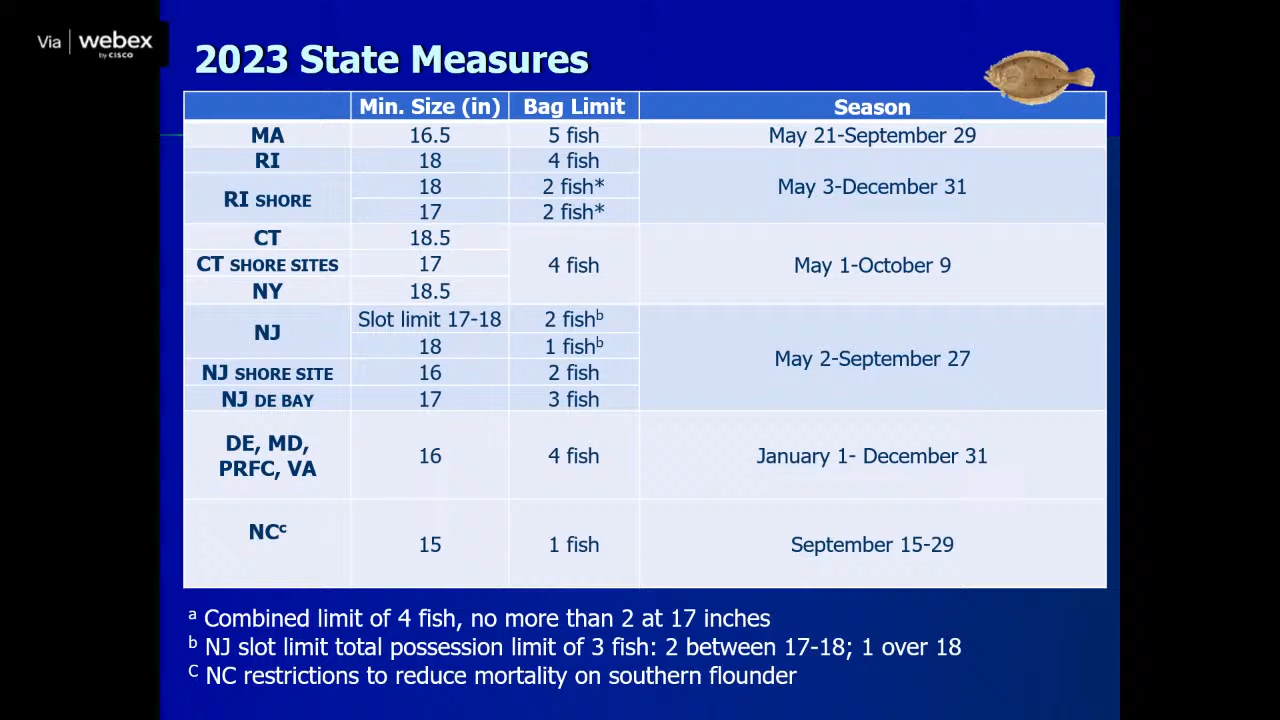 Via | webex
by CISCO
2023 State Measures
Min. Size (in) Bag Limit Season
MA 16.5 5 fish May 21-September 29
RI 18 4 fish May 3-December 31
RI SHORE 18 2 fish*
17 2 fish*
CT 18.5 4 fish May 1-October 9
CT SHORE SITES 17
NY 18.5
NJ Slot limit 17-18 2 fishᵇ May 2-September 27
18 1 fishᵇ
NJ SHORE SITE 16 2 fish
NJ DE BAY 17 3 fish
DE, MD,
PRFC, VA 16 4 fish January 1- December 31
NCᶜ 15 1 fish September 15-29
ᵃ Combined limit of 4 fish, no more than 2 at 17 inches
ᵇ NJ slot limit total possession limit of 3 fish: 2 between 17-18; 1 over 18
ᶜ NC restrictions to reduce mortality on southern flounder